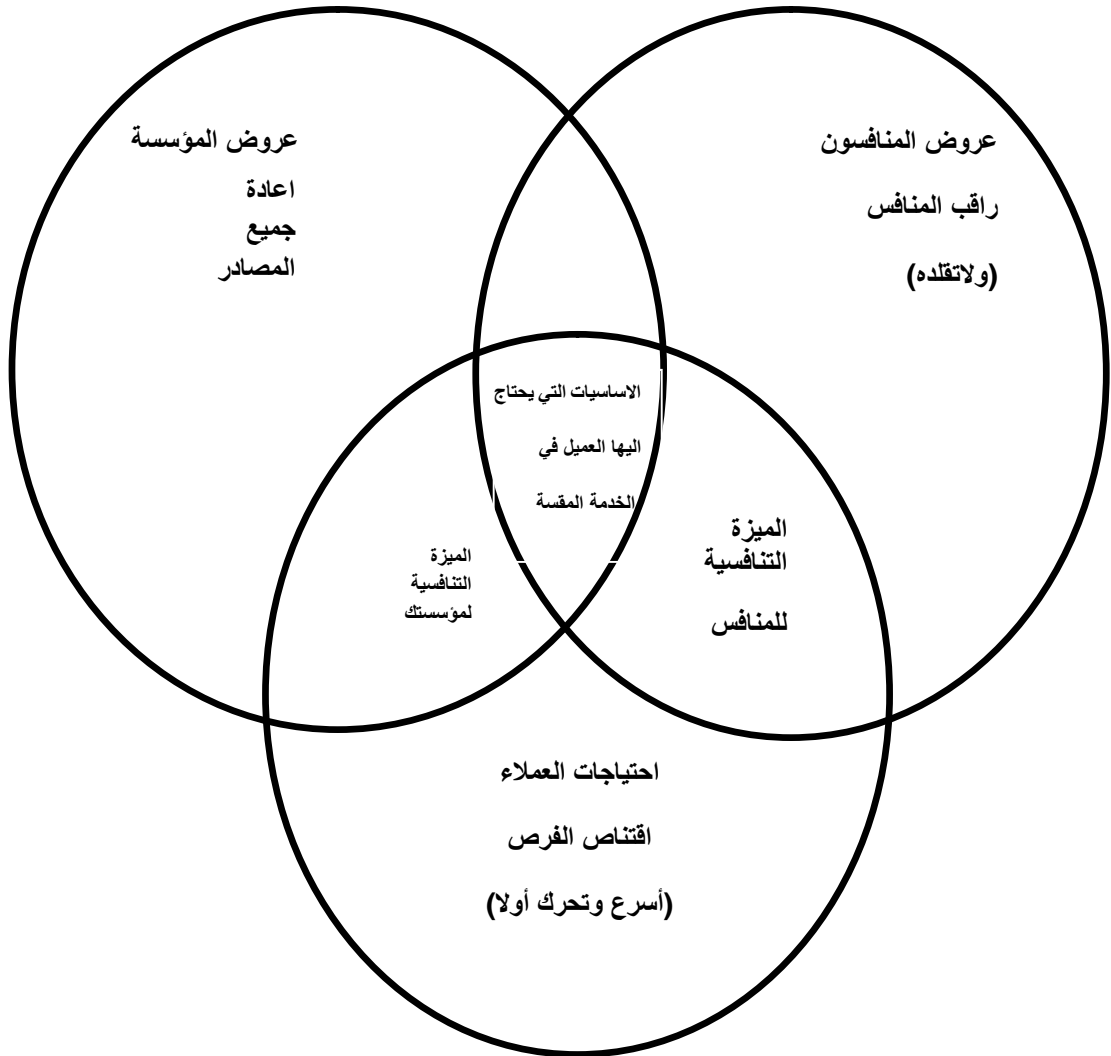 عروض المؤسسة
اعادة
جميع
المصادر
عروض المنافسون
راقب المنافس
(ولاتقلده)
الاساسيات التي يحتاج
اليها العميل في
الخدمة المقسة
الميزة
التنافسية
لمؤسستك
الميزة
التنافسية
للمنافس
احتياجات العملاء
اقتناص الفرص
(أسرع وتحرك أولا)